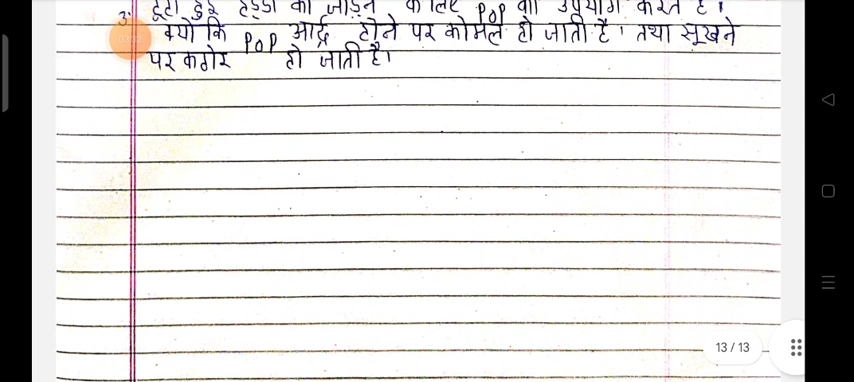 3. टूटी हुई हड्डी को जोड़ने के लिए POP का उपयोग करते है।
क्यो कि POP आर्द्र होने पर कोमल हो जाती है। तथा सूखने
पर कठोर हो जाती है।
13 / 13